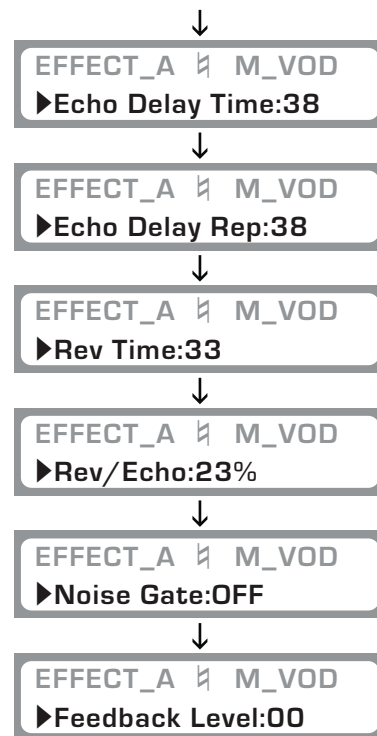 ↓
EFFECT_A ♮ M_VOD
▶Echo Delay Time:38
↓
EFFECT_A ♮ M_VOD
▶Echo Delay Rep:38
↓
EFFECT_A ♮ M_VOD
▶Rev Time:33
↓
EFFECT_A ♮ M_VOD
▶Rev/Echo:23%
↓
EFFECT_A ♮ M_VOD
▶Noise Gate:OFF
↓
EFFECT_A ♮ M_VOD
▶Feedback Level:00